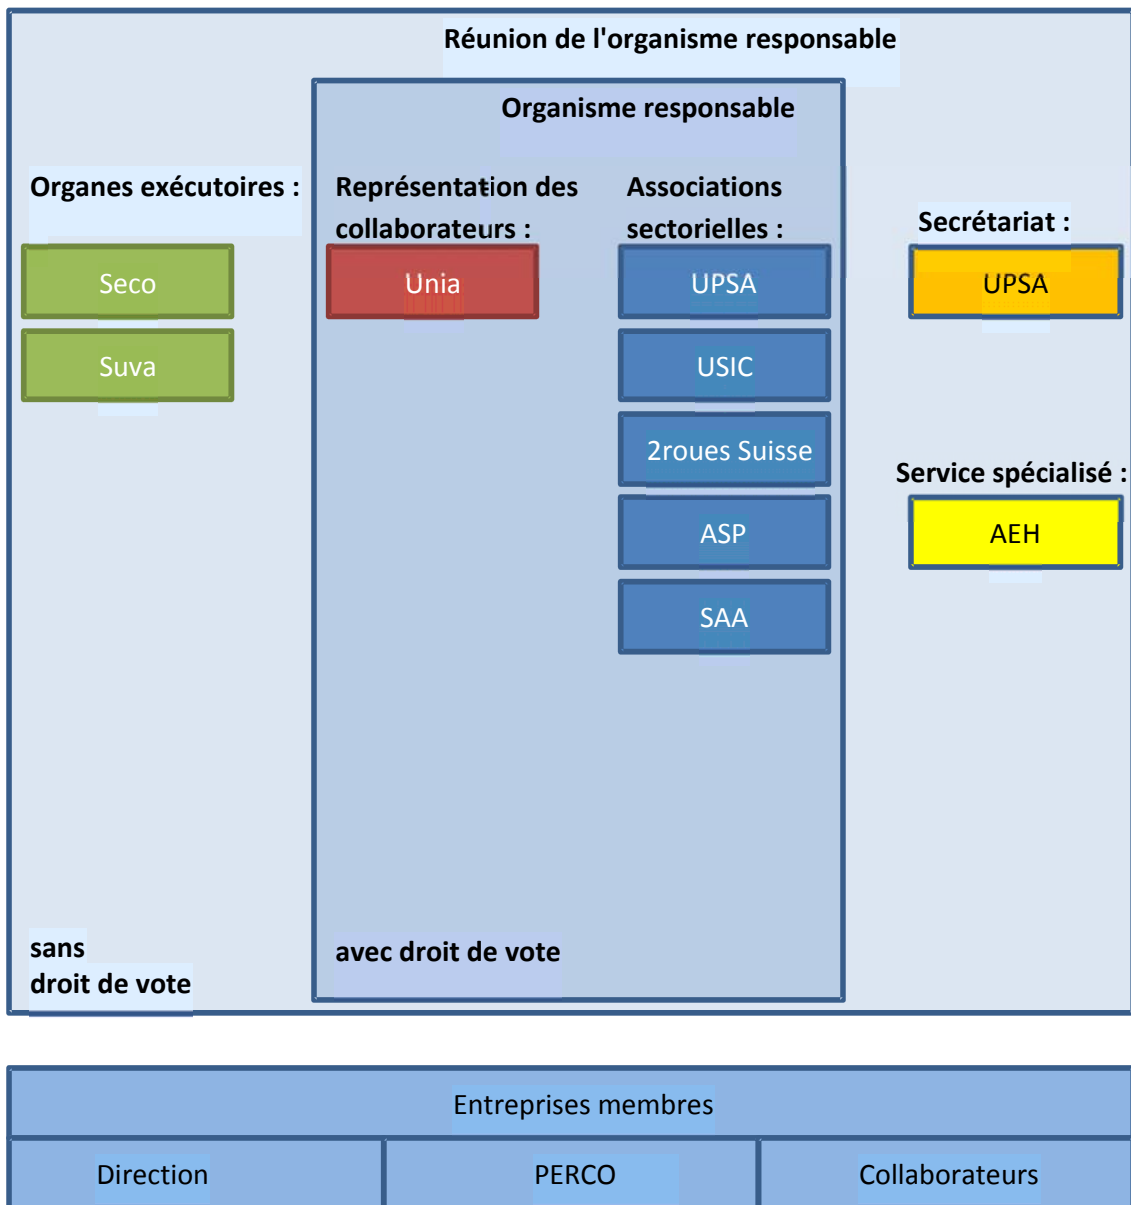 Réunion de l'organisme responsable
Organisme responsable
Organes exécutoires :
Seco
Suva
Représentation des
collaborateurs :
Unia
Associations
sectorielles :
UPSA
USIC
2roues Suisse
ASP
SAA
Secrétariat :
UPSA
Service spécialisé :
AEH
sans
droit de vote
avec droit de vote
Entreprises membres
Direction
PERCO
Collaborateurs